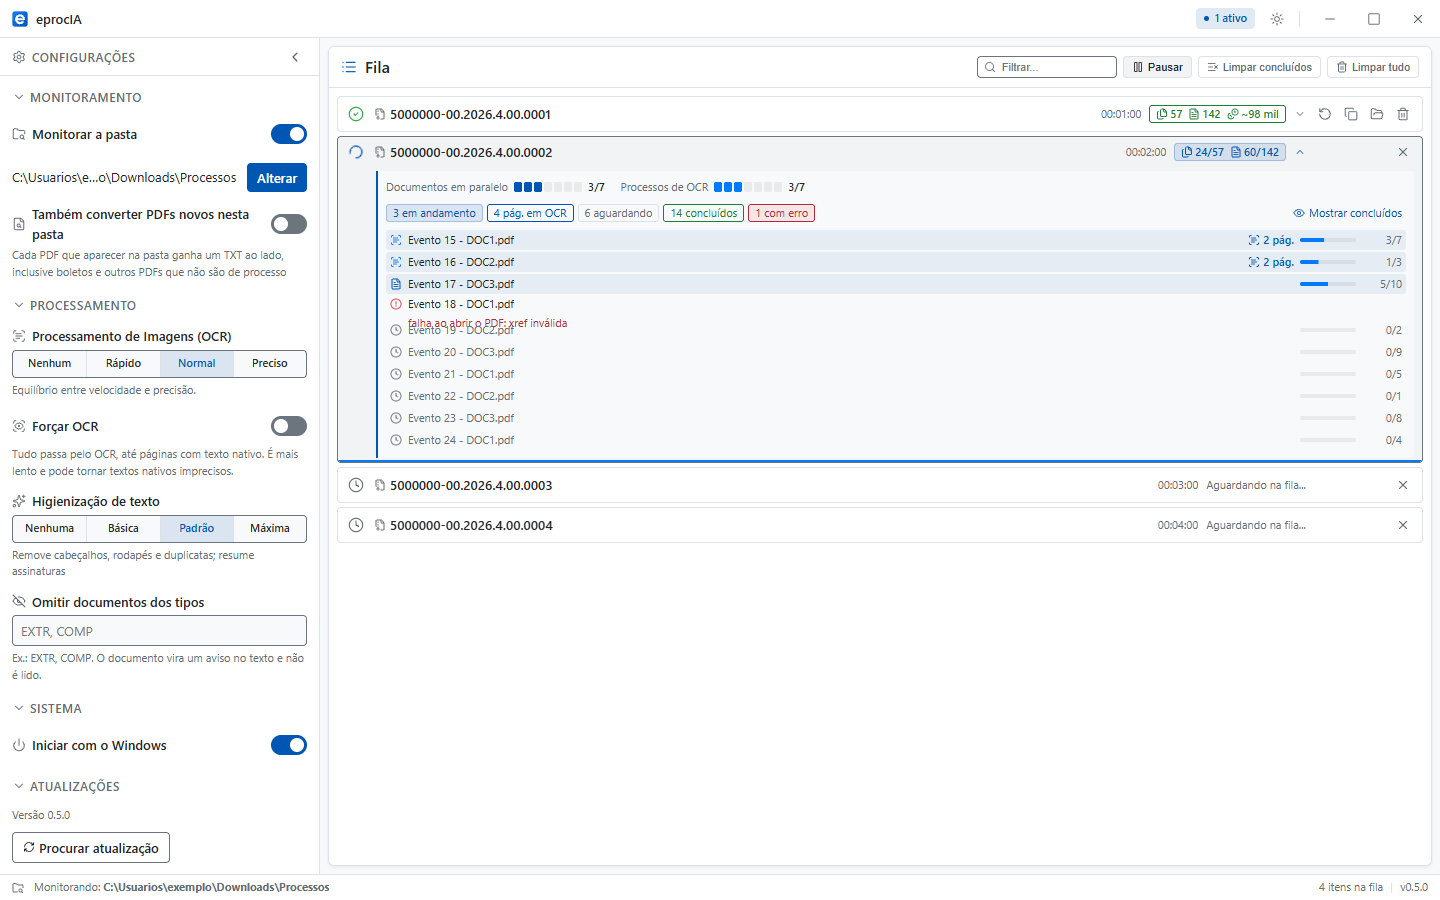 eprocIA
1 ativo
CONFIGURAÇÕES
MONITORAMENTO
Monitorar a pasta
C:\Usuarios\e...o\Downloads\Processos
Alterar
Também converter PDFs novos nesta
pasta
Cada PDF que aparecer na pasta ganha um TXT ao lado,
inclusive boletos e outros PDFs que não são de processo
PROCESSAMENTO
Processamento de Imagens (OCR)
Nenhum Rápido Normal Preciso
Equilíbrio entre velocidade e precisão.
Forçar OCR
Tudo passa pelo OCR, até páginas com texto nativo. É mais
lento e pode tornar textos nativos imprecisos.
Higienização de texto
Nenhuma Básica Padrão Máxima
Remove cabeçalhos, rodapés e duplicatas; resume
assinaturas
Omitir documentos dos tipos
EXTR, COMP
Ex.: EXTR, COMP. O documento vira um aviso no texto e não
é lido.
SISTEMA
Iniciar com o Windows
ATUALIZAÇÕES
Versão 0.5.0
Procurar atualização
Fila
Filtrar...
Pausar
Limpar concluídos
Limpar tudo
5000000-00.2026.4.00.0001 00:01:00 57 142 ~98 mil
5000000-00.2026.4.00.0002 00:02:00 24/57 60/142
Documentos em paralelo 3/7 Processos de OCR 3/7
3 em andamento 4 pág. em OCR 6 aguardando 14 concluídos 1 com erro Mostrar concluídos
Evento 15 - DOC1.pdf 2 pág. 3/7
Evento 16 - DOC2.pdf 2 pág. 1/3
Evento 17 - DOC3.pdf 5/10
Evento 18 - DOC1.pdf
falha ao abrir o PDF: xref inválida
Evento 19 - DOC2.pdf 0/2
Evento 20 - DOC3.pdf 0/9
Evento 21 - DOC1.pdf 0/5
Evento 22 - DOC2.pdf 0/1
Evento 23 - DOC3.pdf 0/8
Evento 24 - DOC1.pdf 0/4
5000000-00.2026.4.00.0003 00:03:00 Aguardando na fila...
5000000-00.2026.4.00.0004 00:04:00 Aguardando na fila...
Monitorando: C:\Usuarios\exemplo\Downloads\Processos
4 itens na fila v0.5.0